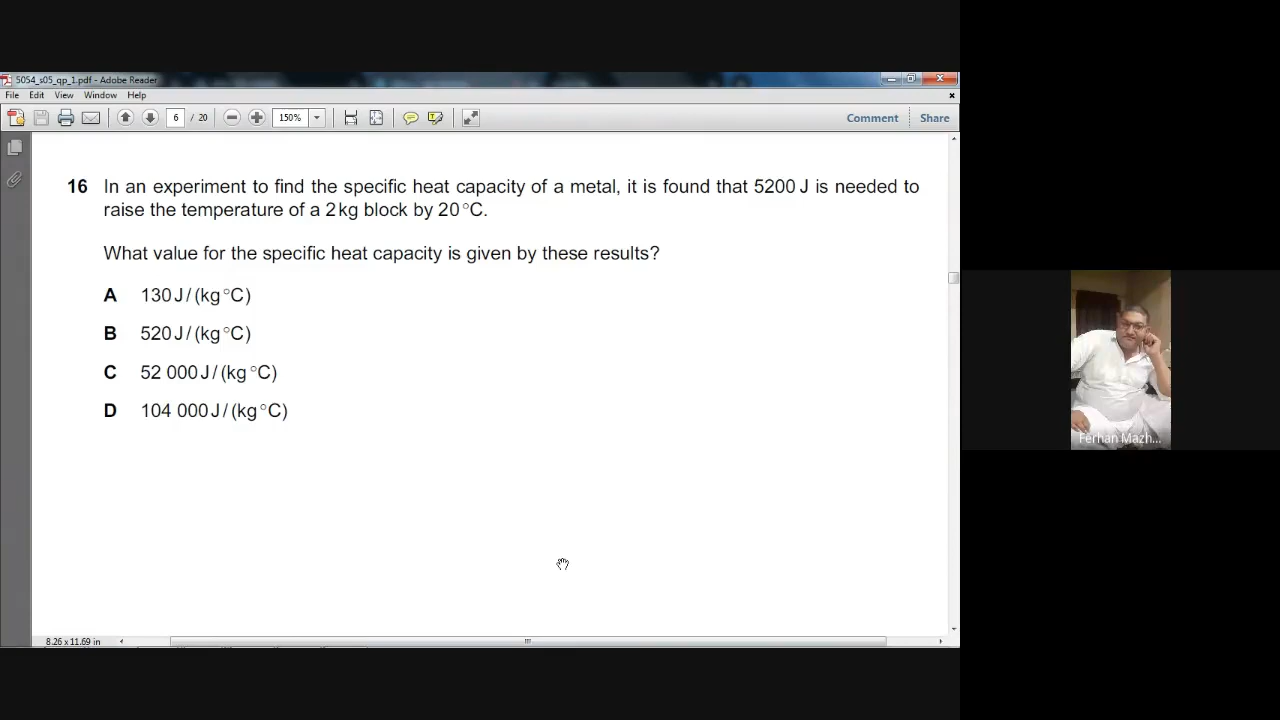 5054_s05_qp_1.pdf - Adobe Reader
File Edit View Window Help
6 / 20 150% Comment Share
16 In an experiment to find the specific heat capacity of a metal, it is found that 5200 J is needed to
raise the temperature of a 2 kg block by 20 °C.
What value for the specific heat capacity is given by these results?
A 130 J / (kg °C)
B 520 J / (kg °C)
C 52 000 J / (kg °C)
D 104 000 J / (kg °C)
Ferhan Mazh...
8.26 x 11.69 in